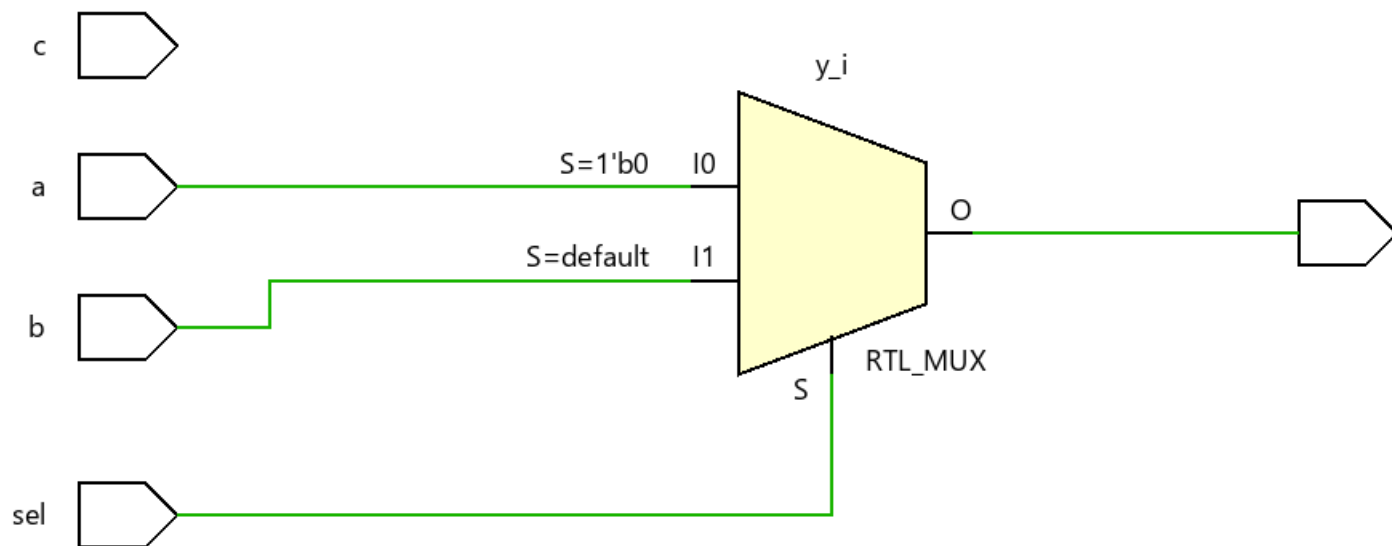 c
y_i
a
S=1'b0 I0
O
S=default I1
b
RTL_MUX
S
sel